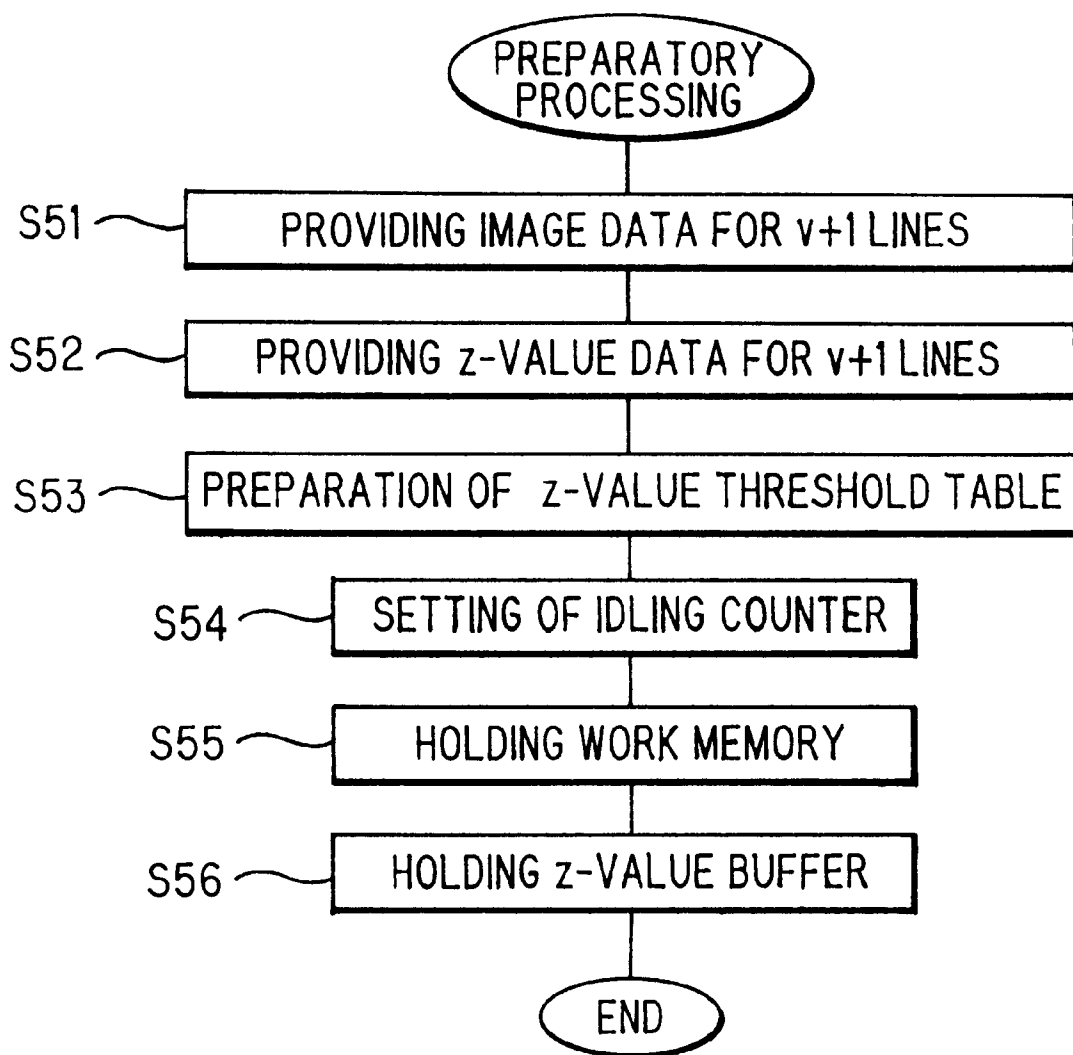 PREPARATORY
PROCESSING
S51
PROVIDING IMAGE DATA FOR v+1 LINES
S52
PROVIDING z-VALUE DATA FOR v+1 LINES
S53
PREPARATION OF z-VALUE THRESHOLD TABLE
S54
SETTING OF IDLING COUNTER
S55
HOLDING WORK MEMORY
S56
HOLDING z-VALUE BUFFER
END